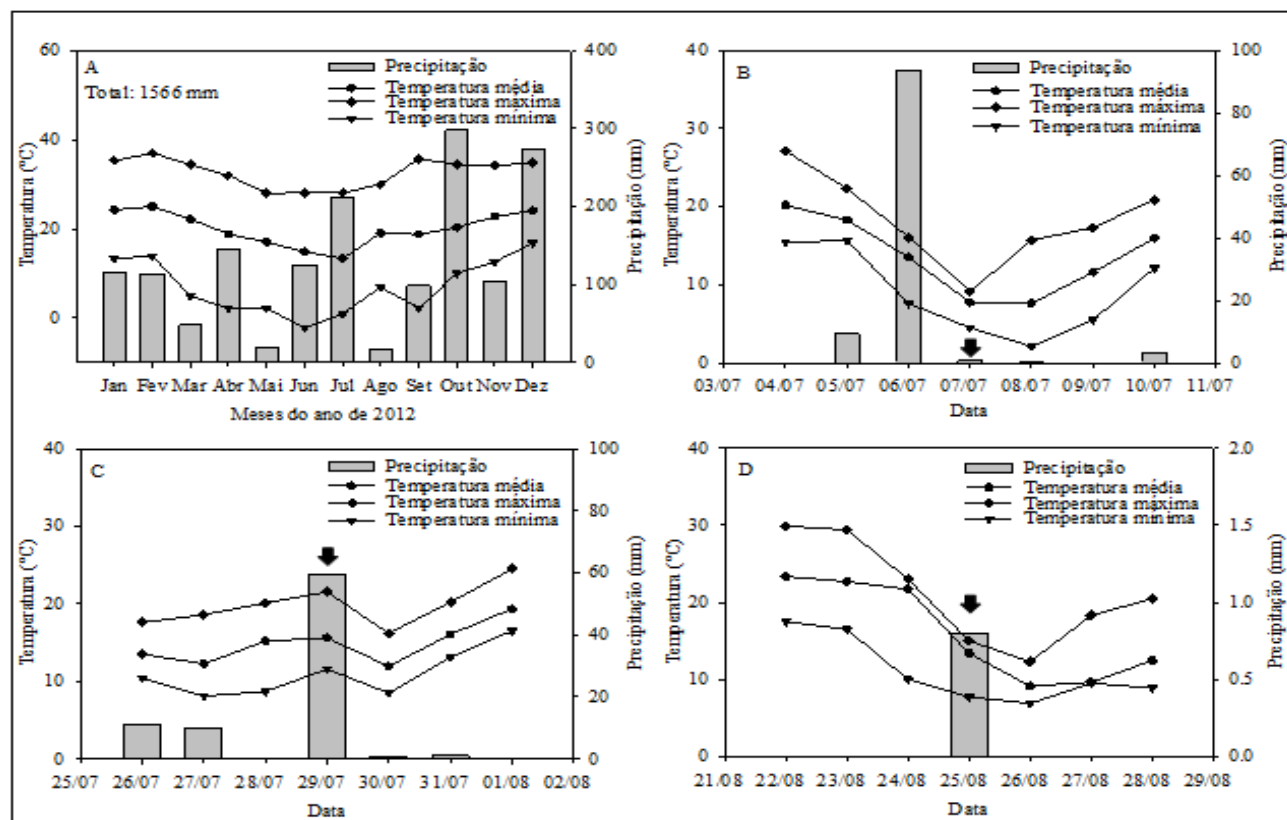 A
Total: 1566 mm
Precipitação
Temperatura média
Temperatura máxima
Temperatura mínima
60
40
20
0
400
300
200
100
0
Temperatura (°C)
Precipitação (mm)
Jan Fev Mar Abr Mai Jun Jul Ago Set Out Nov Dez
Meses do ano de 2012
B
Precipitação
Temperatura média
Temperatura máxima
Temperatura mínima
40
30
20
10
0
100
80
60
40
20
0
Temperatura (°C)
Precipitação (mm)
03/07 04/07 05/07 06/07 07/07 08/07 09/07 10/07 11/07
Data
C
Precipitação
Temperatura média
Temperatura máxima
Temperatura mínima
40
30
20
10
0
100
80
60
40
20
0
Temperatura (°C)
Precipitação (mm)
25/07 26/07 27/07 28/07 29/07 30/07 31/07 01/08 02/08
Data
D
Precipitação
Temperatura média
Temperatura máxima
Temperatura mínima
40
30
20
10
0
2.0
1.5
1.0
0.5
0.0
Temperatura (°C)
Precipitação (mm)
21/08 22/08 23/08 24/08 25/08 26/08 27/08 28/08 29/08
Data